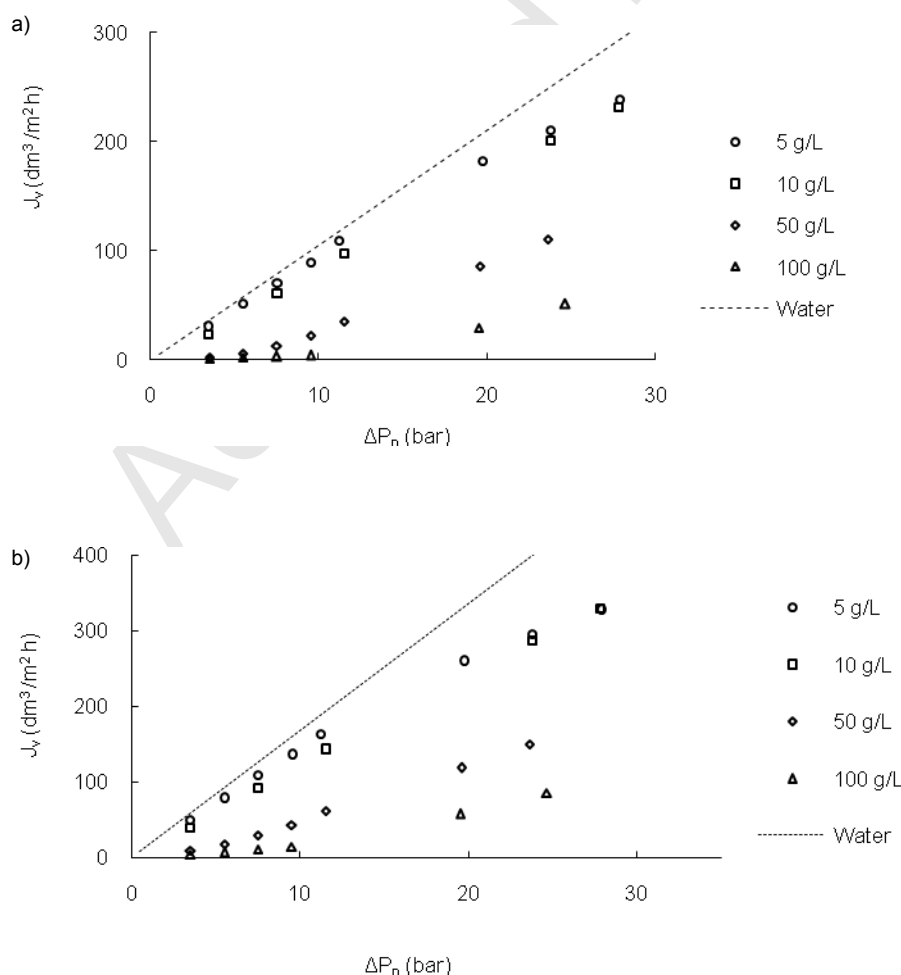 a)
300
200
100
0
0 10 20 30
Jv (dm³/m²h)
ΔPn (bar)
5 g/L
10 g/L
50 g/L
100 g/L
Water
b)
400
300
200
100
0
0 10 20 30
Jv (dm³/m²h)
ΔPn (bar)
5 g/L
10 g/L
50 g/L
100 g/L
Water